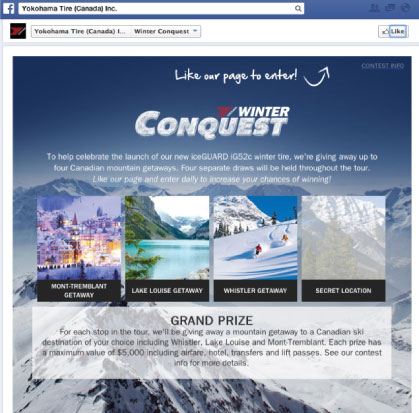 Yokohama Tire (Canada) Inc.
Yokohama Tire (Canada) I...
Winter Conquest
Like
CONTEST INFO
Like our page to enter!
WINTER
CONQUEST
To help celebrate the launch of our new iceGUARD iG52c winter tire, we're giving away up to
four Canadian mountain getaways. Four separate draws will be held throughout the tour.
Like our page and enter daily to increase your chances of winning!
MONT-TREMBLANT
GETAWAY
LAKE LOUISE GETAWAY
WHISTLER GETAWAY
SECRET LOCATION
GRAND PRIZE
For each stop in the tour, we'll be giving away a mountain getaway to a Canadian ski
destination of your choice including Whistler, Lake Louise and Mont-Tremblant. Each prize has
a maximum value of $5,000 including airfare, hotel, transfers and lift passes. See our contest
info for more details.